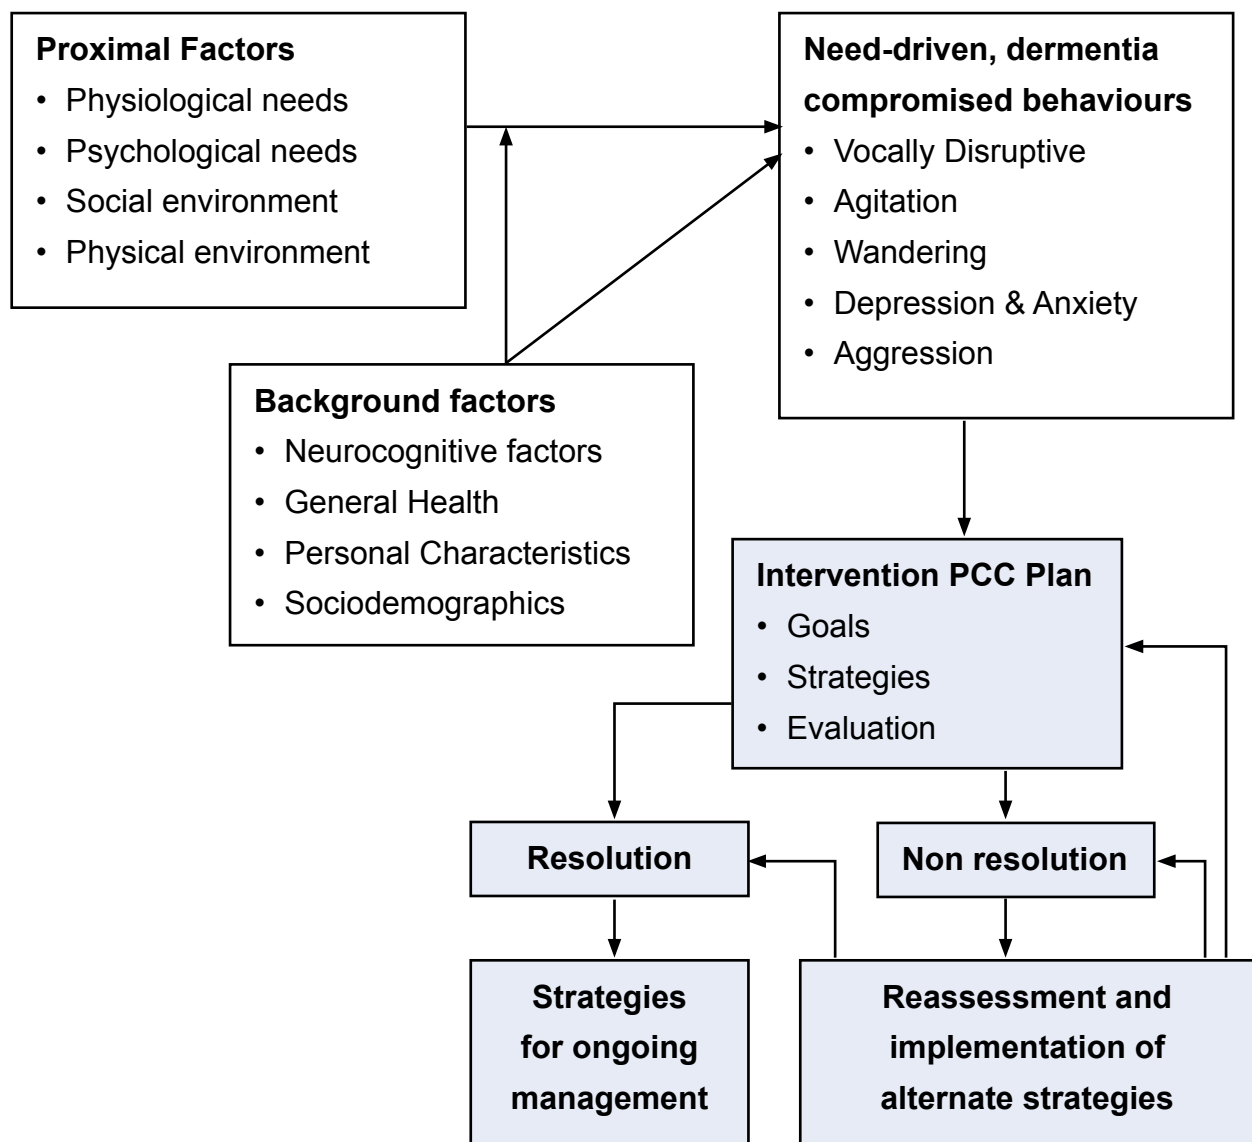 Proximal Factors
• Physiological needs
• Psychological needs
• Social environment
• Physical environment
Need-driven, dermentia
compromised behaviours
• Vocally Disruptive
• Agitation
• Wandering
• Depression & Anxiety
• Aggression
Background factors
• Neurocognitive factors
• General Health
• Personal Characteristics
• Sociodemographics
Intervention PCC Plan
• Goals
• Strategies
• Evaluation
Resolution
Non resolution
Strategies
for ongoing
management
Reassessment and
implementation of
alternate strategies